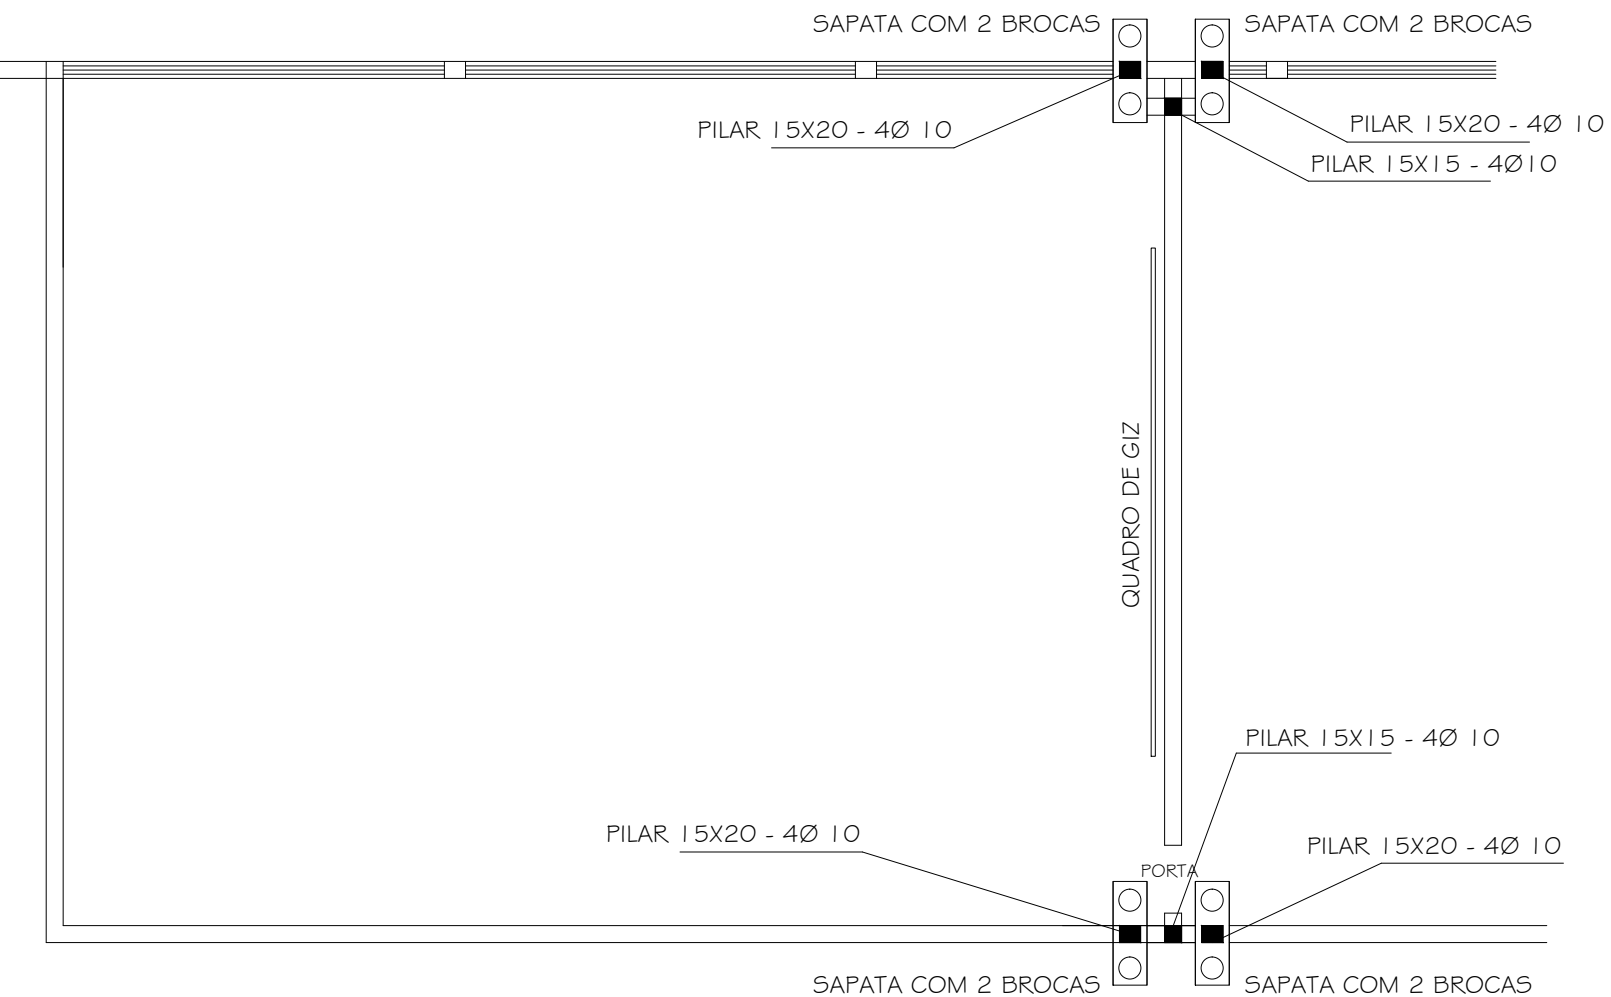 SAPATA COM 2 BROCAS
SAPATA COM 2 BROCAS
PILAR 15X20 - 4Ø 10
PILAR 15X20 - 4Ø 10
PILAR 15X15 - 4Ø10
QUADRO DE GIZ
PILAR 15X15 - 4Ø 10
PILAR 15X20 - 4Ø 10
PILAR 15X20 - 4Ø 10
PORTA
SAPATA COM 2 BROCAS
SAPATA COM 2 BROCAS